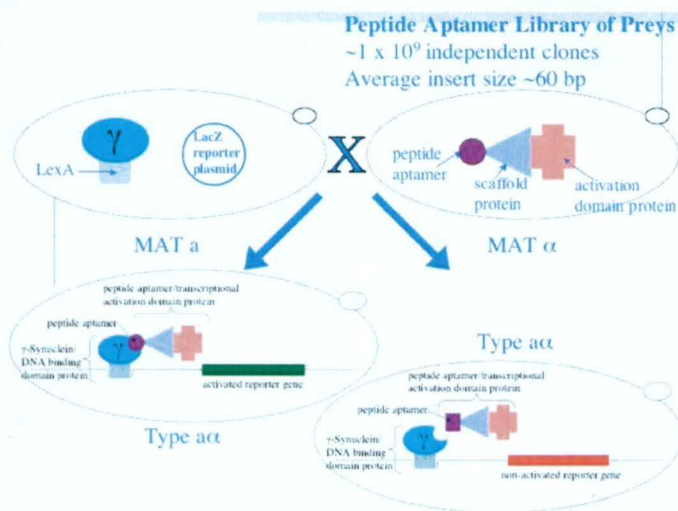 Peptide Aptamer Library of Preys
~1 x 10⁹ independent clones
Average insert size ~60 bp
γ
LexA
LacZ
reporter
plasmid
X
peptide
aptamer
scaffold
protein
activation
domain protein
MAT a
MAT α
peptide aptamer/transcriptional
activation domain protein
peptide aptamer
γ-Synuclein/
DNA binding
domain protein
activated reporter gene
Type aα
Type aα
peptide aptamer/transcriptional
activation domain protein
peptide aptamer
γ-Synuclein/
DNA binding
domain protein
non-activated reporter gene